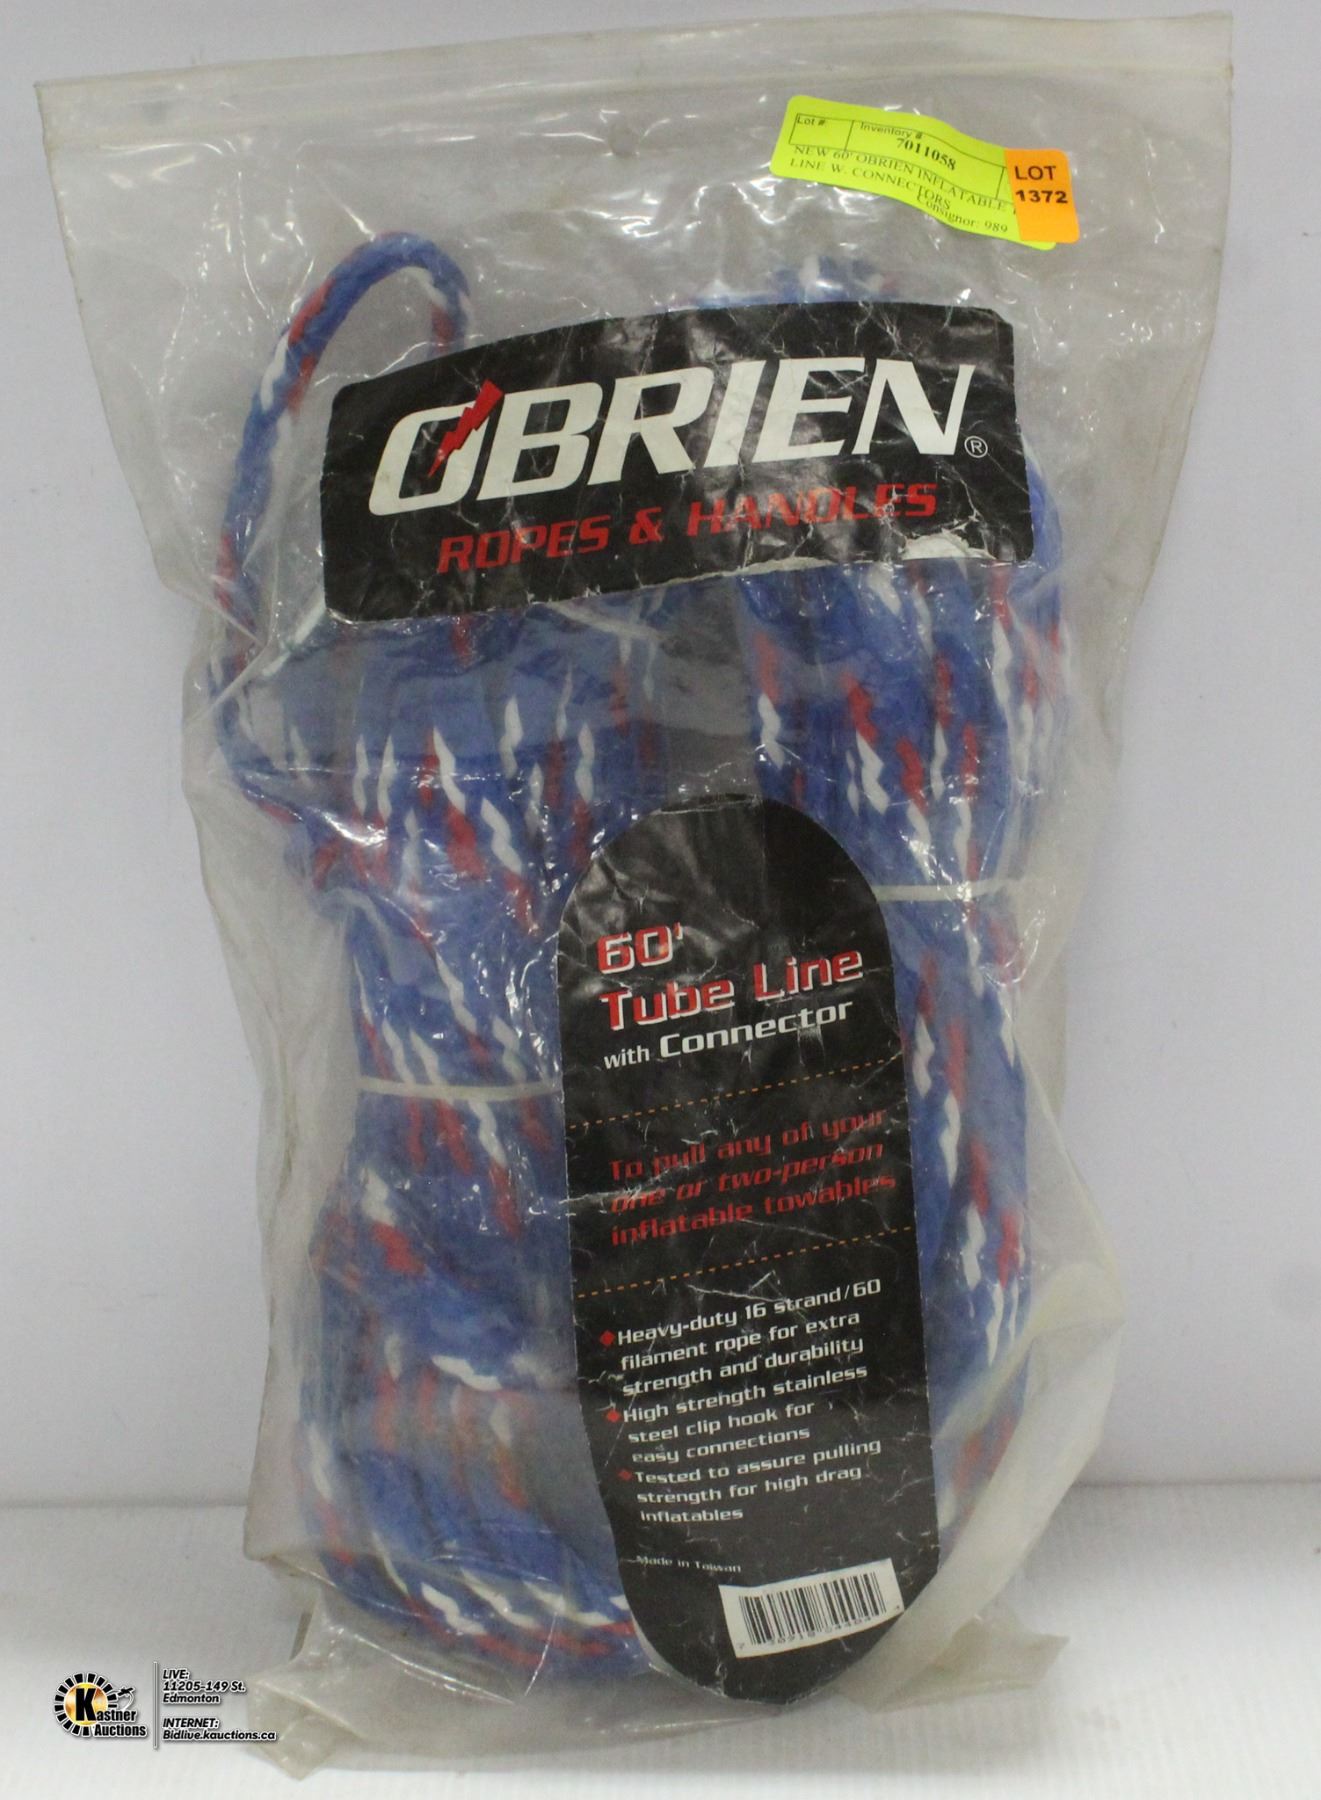 Lot #
Inventory #
7011058
NEW 60' OBRIEN INFLATABLE
LINE W. CONNECTORS
Consignor: 989
LOT
1372
O'BRIEN®
ROPES & HANDLES
60'
Tube Line
with Connector
To pull any of your
one or two-person
inflatable towables
Heavy-duty 16 strand/60
filament rope for extra
strength and durability
High strength stainless
steel clip hook for
easy connections
Tested to assure pulling
strength for high drag
inflatables
Made in Taiwan
Kastner
Auctions
LIVE:
11205-149 St.
Edmonton
INTERNET:
Bidlive.kauctions.ca